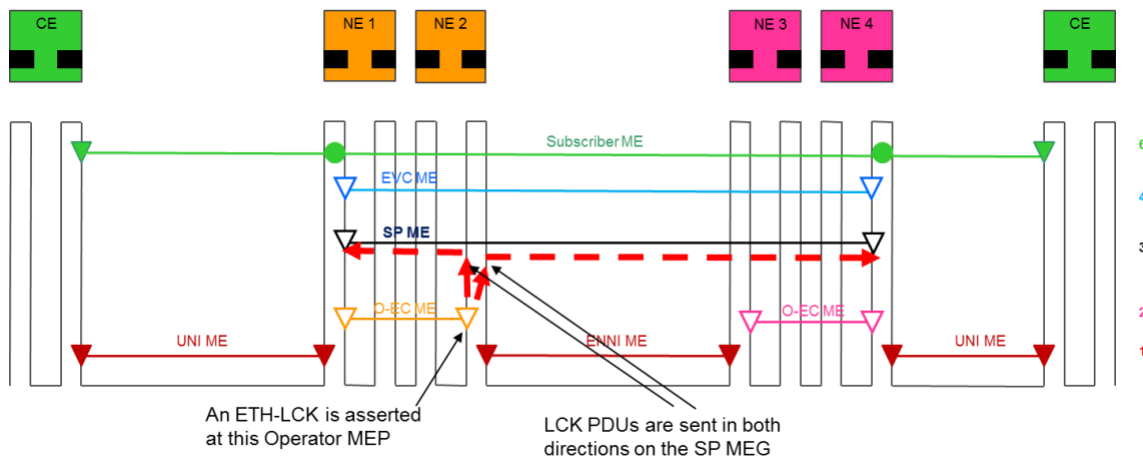 CE
NE 1
NE 2
NE 3
NE 4
CE
Subscriber ME
6
EVC ME
4
SP ME
3
O-EC ME
O-EC ME
2
UNI ME
ENNI ME
UNI ME
1
An ETH-LCK is asserted
at this Operator MEP
LCK PDUs are sent in both
directions on the SP MEG